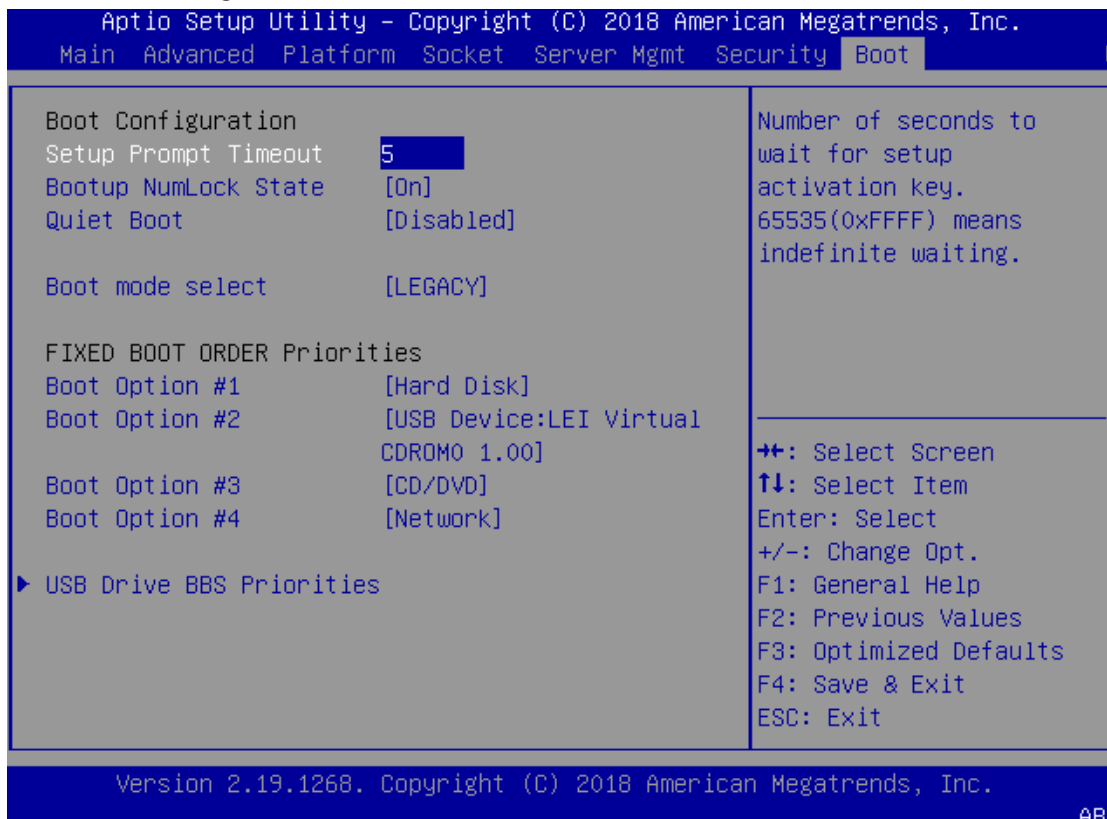 Aptio Setup Utility – Copyright (C) 2018 American Megatrends, Inc.
Main Advanced Platform Socket Server Mgmt Security Boot
Boot Configuration
Setup Prompt Timeout 5
Bootup NumLock State [On]
Quiet Boot [Disabled]
Boot mode select [LEGACY]
FIXED BOOT ORDER Priorities
Boot Option #1 [Hard Disk]
Boot Option #2 [USB Device:LEI Virtual
CDROM0 1.00]
Boot Option #3 [CD/DVD]
Boot Option #4 [Network]
USB Drive BBS Priorities
Number of seconds to
wait for setup
activation key.
65535(0xFFFF) means
indefinite waiting.
→←: Select Screen
↑↓: Select Item
Enter: Select
+/-: Change Opt.
F1: General Help
F2: Previous Values
F3: Optimized Defaults
F4: Save & Exit
ESC: Exit
Version 2.19.1268. Copyright (C) 2018 American Megatrends, Inc.
AB